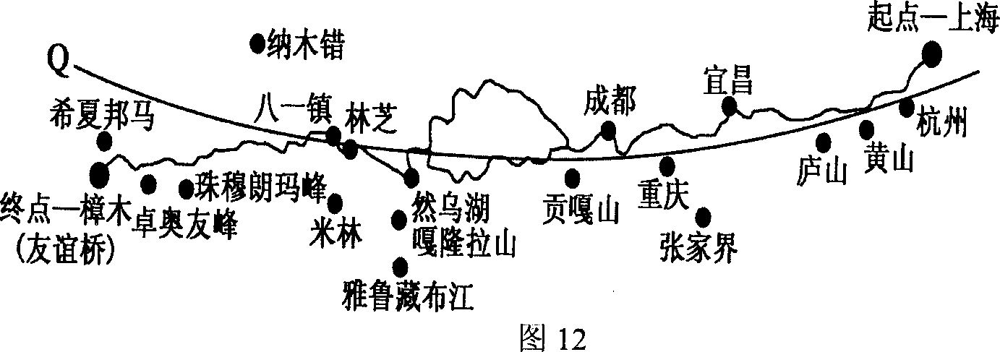 起点—上海
纳木错
Q
宜昌
成都
八一镇
希夏邦马
林芝
杭州
黄山
庐山
珠穆朗玛峰
然乌湖
贡嘎山
重庆
终点—樟木
(友谊桥)
卓奥友峰
米林
嘎隆拉山
张家界
雅鲁藏布江
图 12